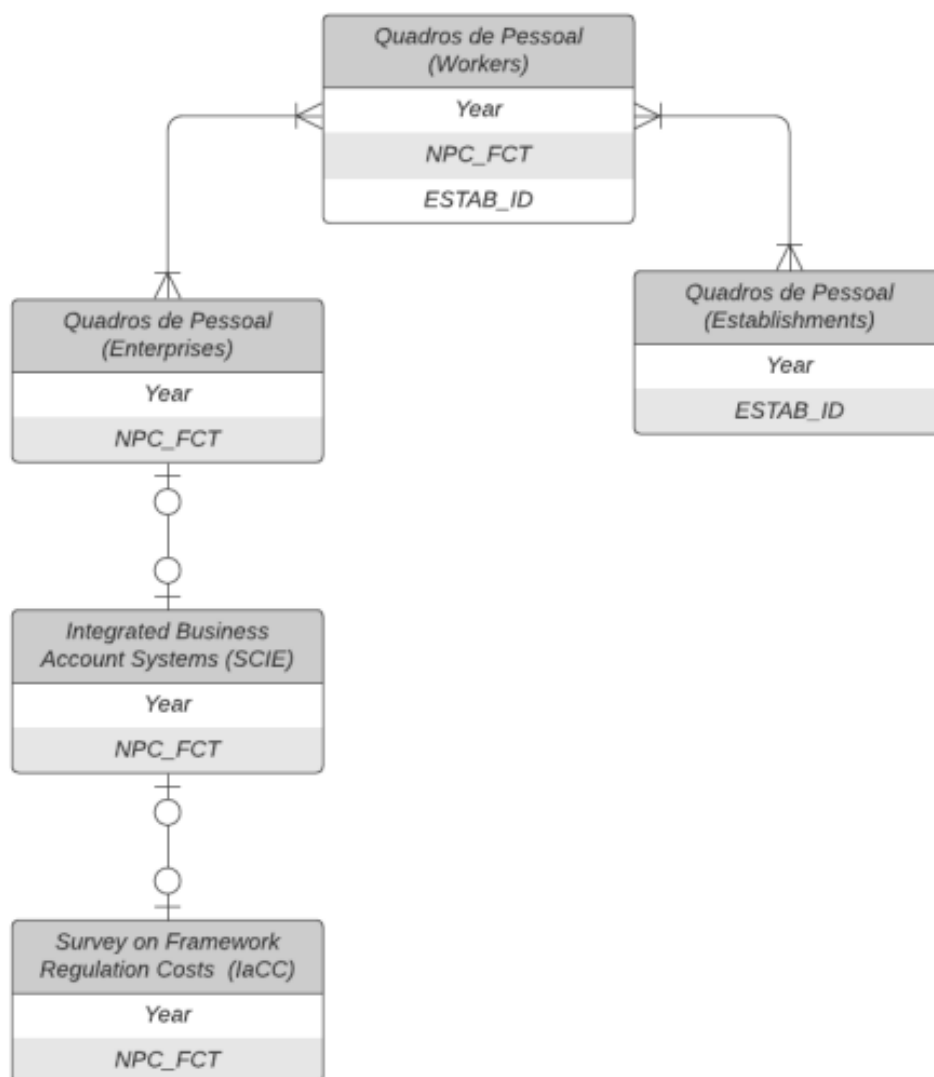 Quadros de Pessoal
(Workers)
Year
NPC_FCT
ESTAB_ID
Quadros de Pessoal
(Enterprises)
Year
NPC_FCT
Quadros de Pessoal
(Establishments)
Year
ESTAB_ID
Integrated Business
Account Systems (SCIE)
Year
NPC_FCT
Survey on Framework
Regulation Costs (IaCC)
Year
NPC_FCT